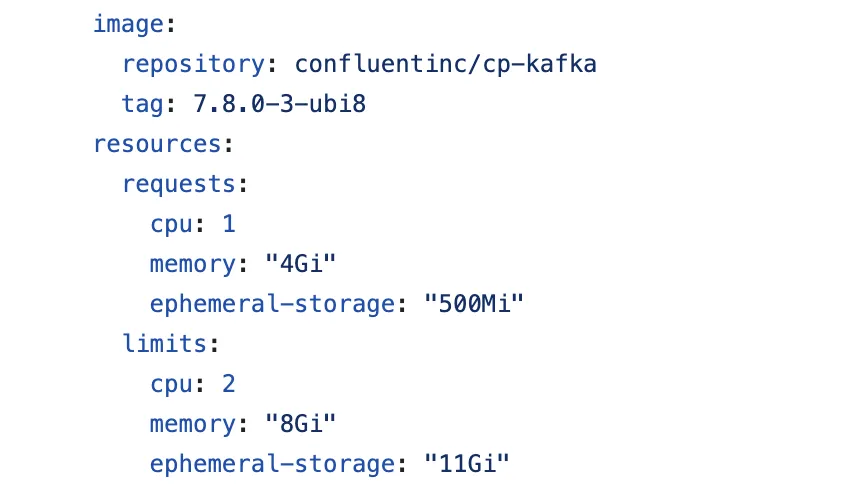 image:
  repository: confluentinc/cp-kafka
  tag: 7.8.0-3-ubi8
resources:
  requests:
    cpu: 1
    memory: "4Gi"
    ephemeral-storage: "500Mi"
  limits:
    cpu: 2
    memory: "8Gi"
    ephemeral-storage: "11Gi"